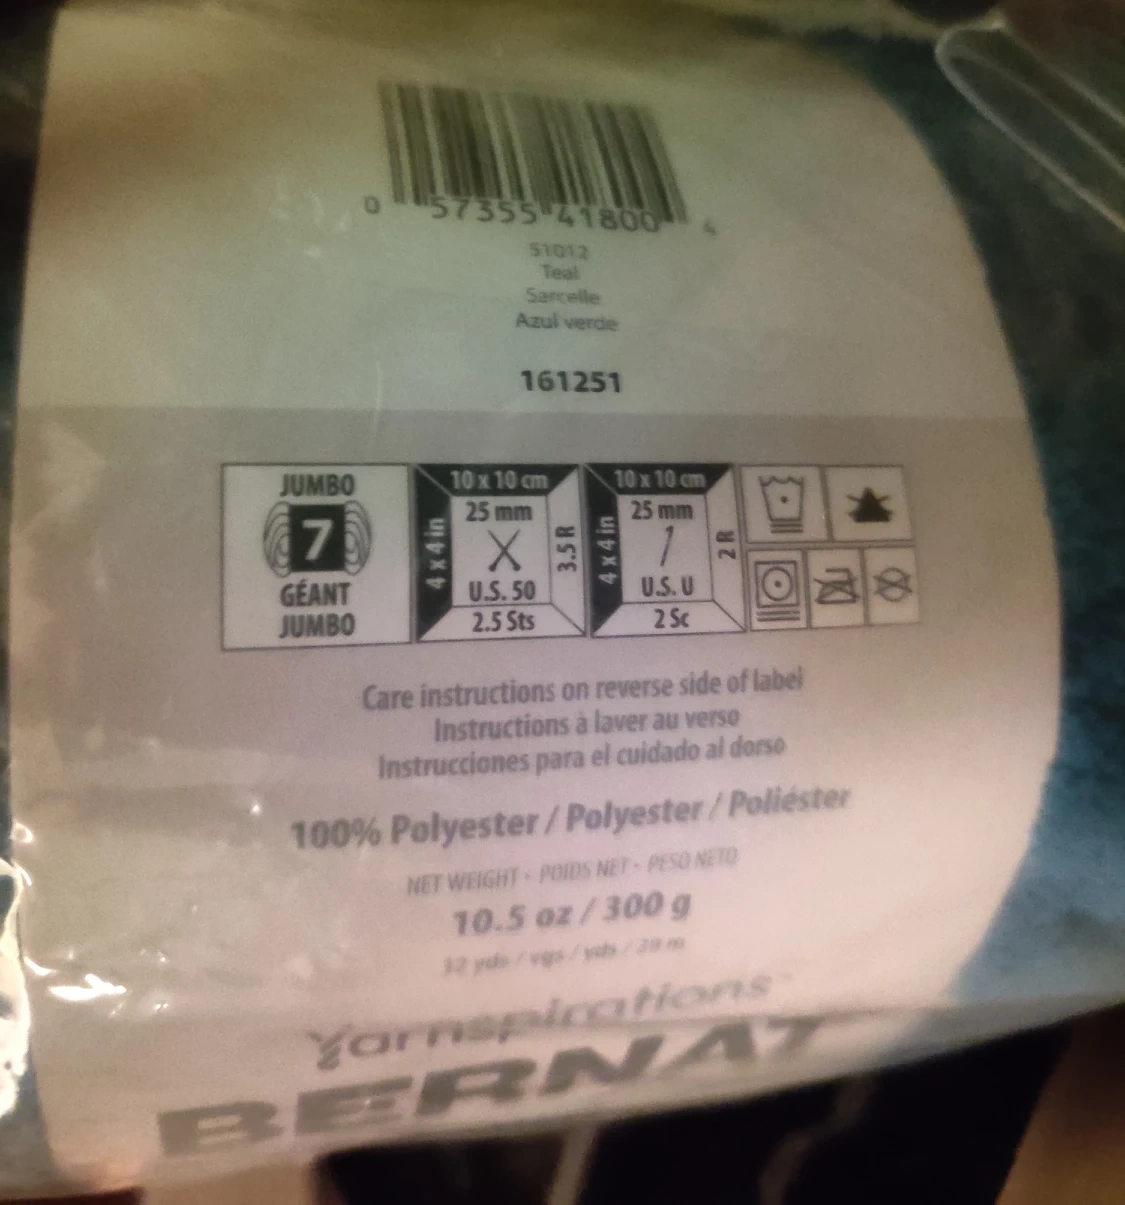 0 57355 41800 4
51012
Teal
Sarcelle
Azul verde
161251
JUMBO
7
GÉANT
JUMBO
10 x 10 cm
4 x 4 in
25 mm
U.S. 50
3.5 R
2.5 Sts
10 x 10 cm
4 x 4 in
25 mm
U.S. U
2 R
2 Sc
Care instructions on reverse side of label
Instructions à laver au verso
Instrucciones para el cuidado al dorso
100% Polyester / Polyester / Poliéster
NET WEIGHT - POIDS NET - PESO NETO
10.5 oz / 300 g
yds / vgs / yds / m
Yarnspirations
BERNAT